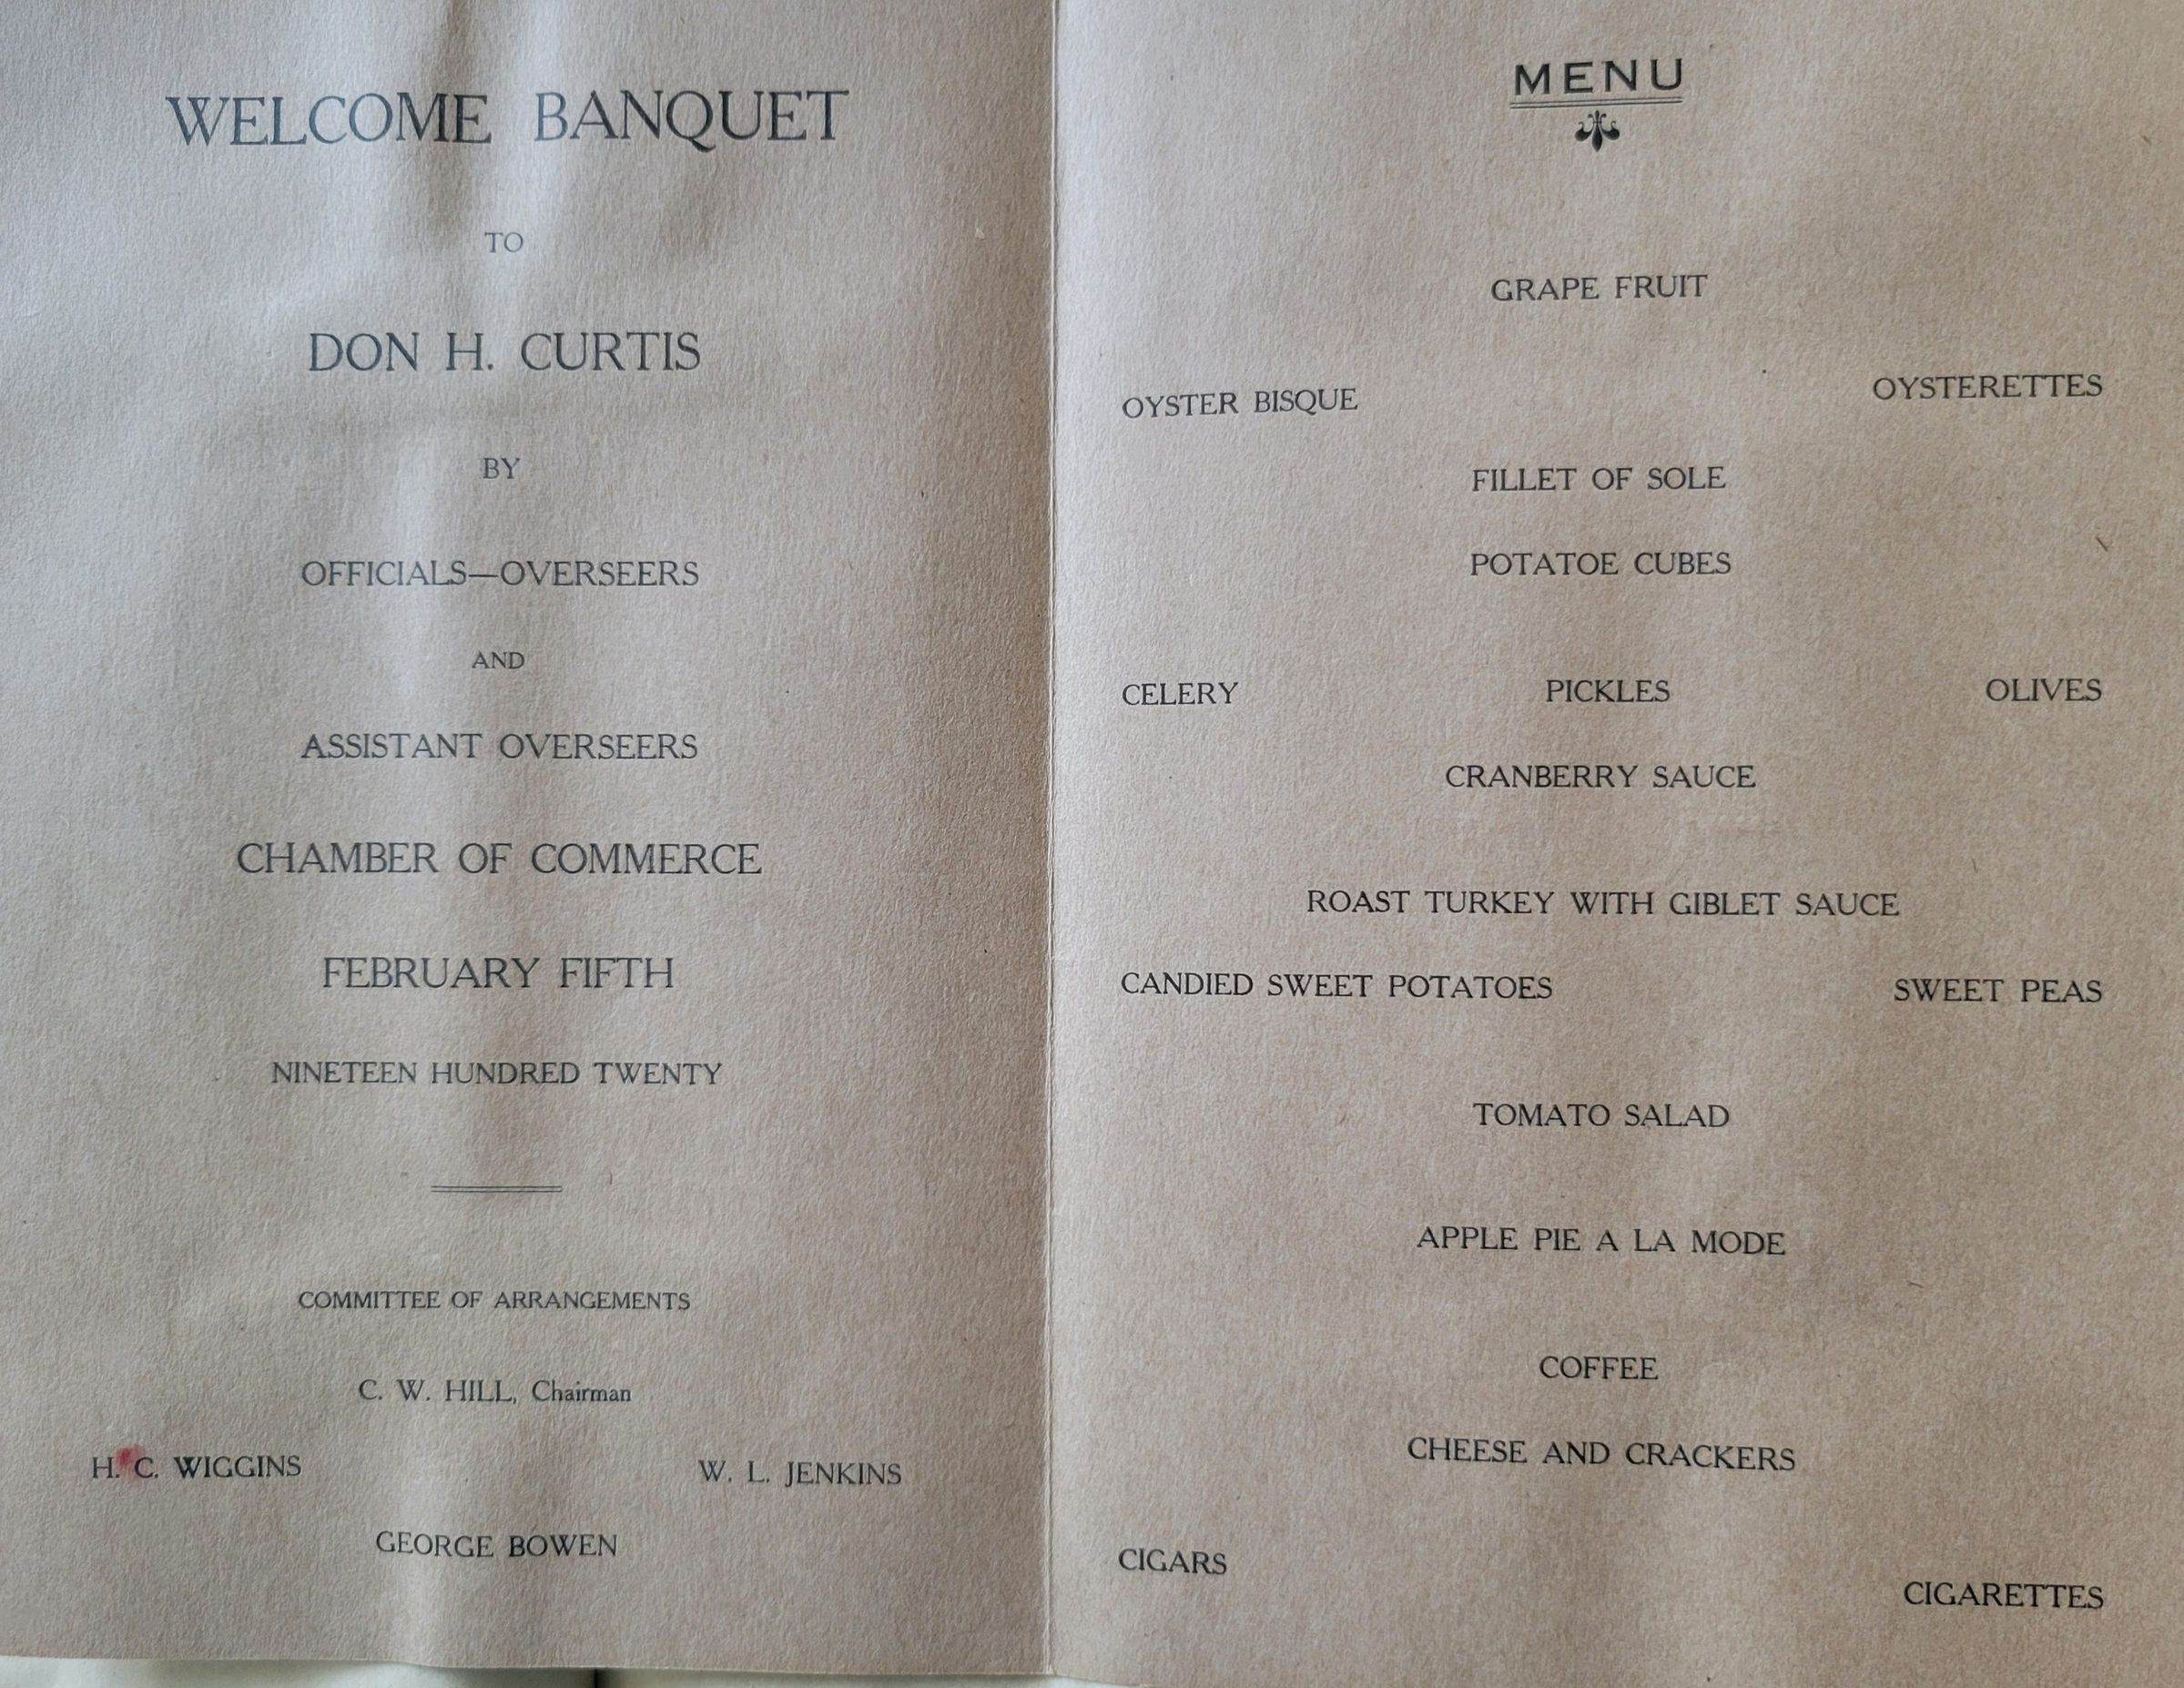 WELCOME BANQUET
TO
DON H. CURTIS
BY
OFFICIALS—OVERSEERS
AND
ASSISTANT OVERSEERS
CHAMBER OF COMMERCE
FEBRUARY FIFTH
NINETEEN HUNDRED TWENTY
COMMITTEE OF ARRANGEMENTS
C. W. HILL, Chairman
H. C. WIGGINS W. L. JENKINS
GEORGE BOWEN
MENU
GRAPE FRUIT
OYSTER BISQUE OYSTERETTES
FILLET OF SOLE
POTATOE CUBES
CELERY PICKLES OLIVES
CRANBERRY SAUCE
ROAST TURKEY WITH GIBLET SAUCE
CANDIED SWEET POTATOES SWEET PEAS
TOMATO SALAD
APPLE PIE A LA MODE
COFFEE
CHEESE AND CRACKERS
CIGARS CIGARETTES